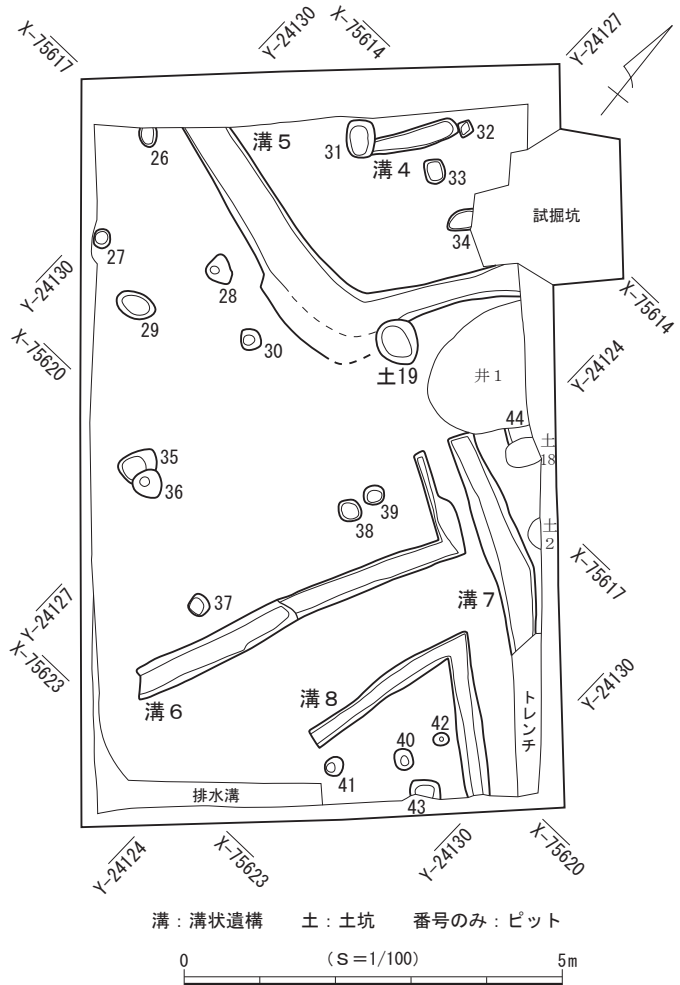 X-75617
Y-24130
X-75614
Y-24127
26
溝5
31
溝4
32
33
試掘坑
34
27
Y-24130
28
X-75614
29
X-75620
30
土19
井1
Y-24124
44
土
18
35
36
39
38
土
2
X-75617
37
Y-24127
溝7
X-75623
溝6
溝8
Y-24130
トレンチ
42
40
41
43
排水溝
Y-24124
X-75623
Y-24130
X-75620
溝：溝状遺構 土：土坑 番号のみ：ピット
(S=1/100)
0 5m